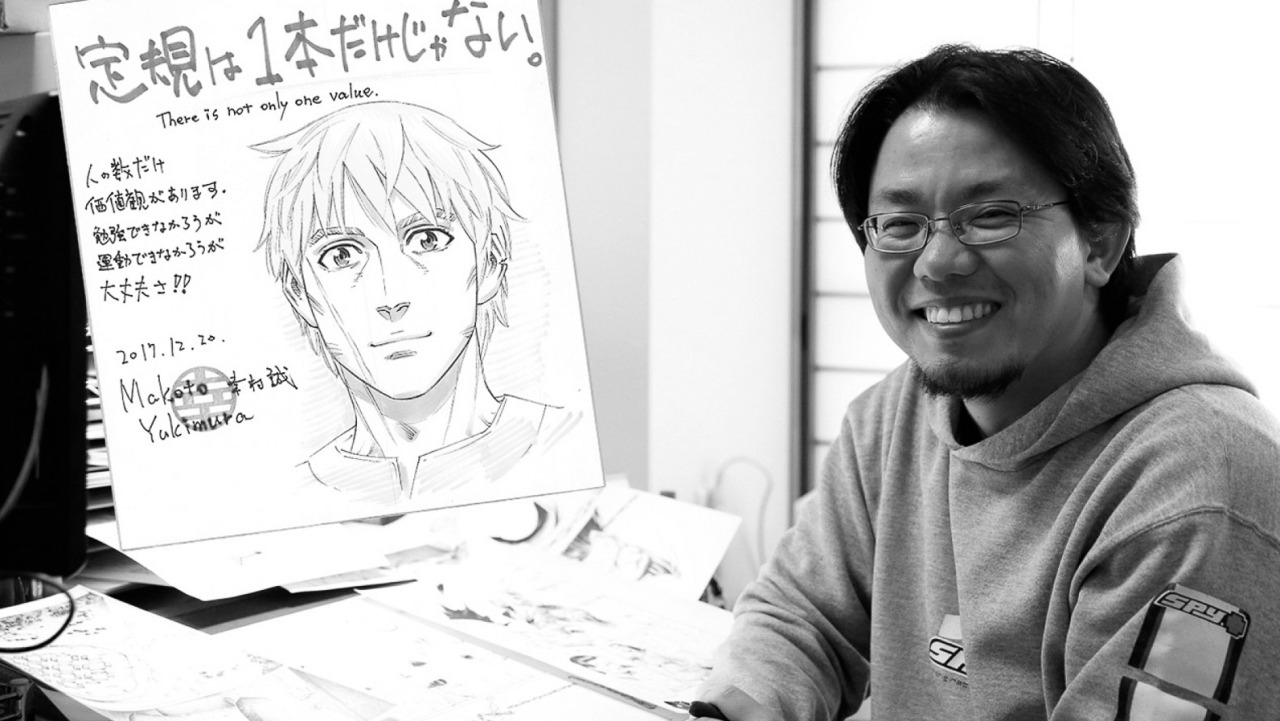 定規は1本だけじゃない。
There is not only one value.
人の数だけ
価値観があります。
勉強できなかろうが
運動できなかろうが
大丈夫さ!!
2017.12.20.
Makoto 幸村誠
Yukimura
SPY